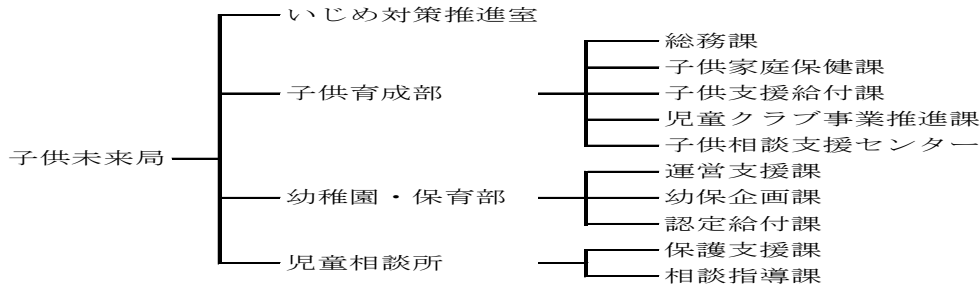 子供未来局
いじめ対策推進室
子供育成部
総務課
子供家庭保健課
子供支援給付課
児童クラブ事業推進課
子供相談支援センター
幼稚園・保育部
運営支援課
幼保企画課
認定給付課
児童相談所
保護支援課
相談指導課